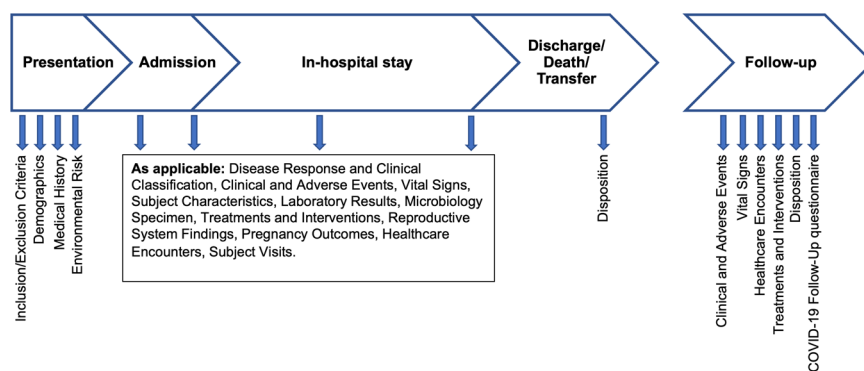 Presentation
Admission
In-hospital stay
Discharge/
Death/
Transfer
Follow-up
Inclusion/Exclusion Criteria
Demographics
Medical History
Environmental Risk
As applicable: Disease Response and Clinical
Classification, Clinical and Adverse Events, Vital Signs,
Subject Characteristics, Laboratory Results, Microbiology
Specimen, Treatments and Interventions, Reproductive
System Findings, Pregnancy Outcomes, Healthcare
Encounters, Subject Visits.
Disposition
Clinical and Adverse Events
Vital Signs
Healthcare Encounters
Treatments and Interventions
Disposition
COVID-19 Follow-Up questionnaire